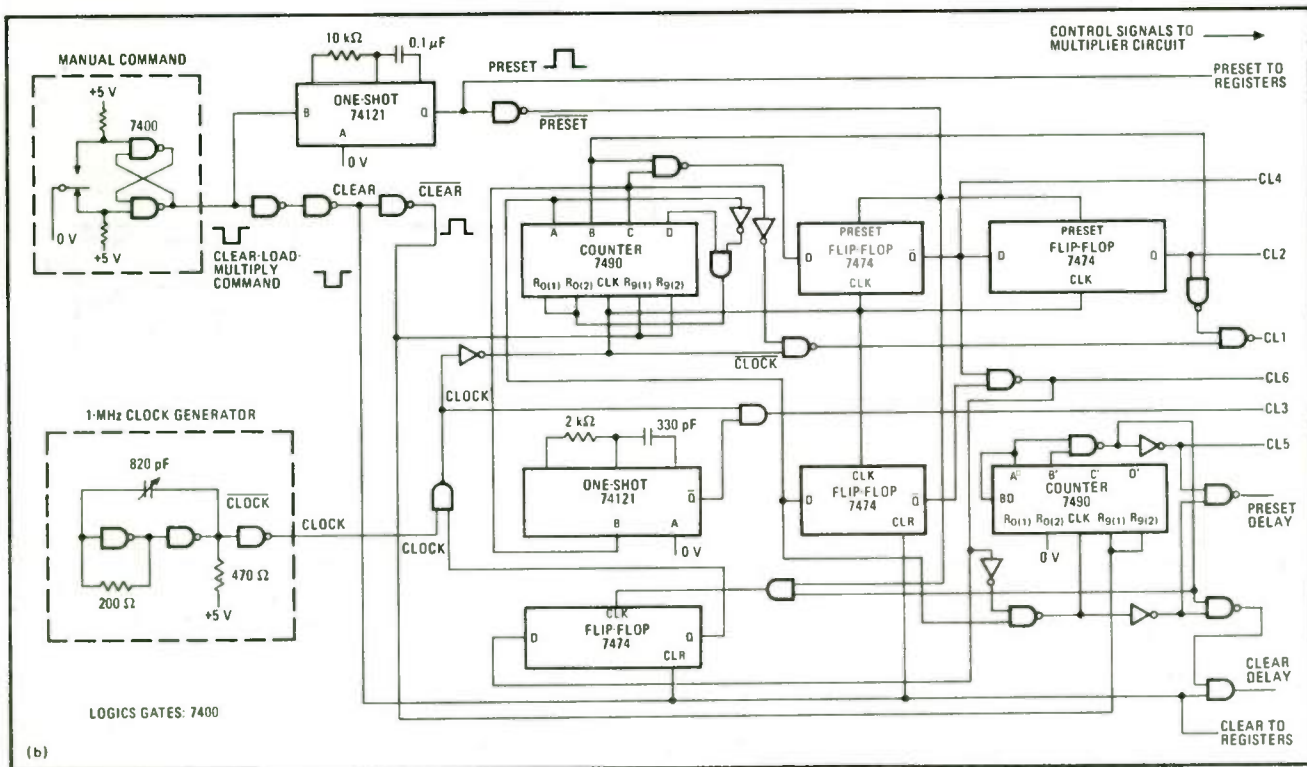 CONTROL SIGNALS TO
MULTIPLIER CIRCUIT
MANUAL COMMAND
+5 V
7400
0 V
+5 V
10 kΩ
0.1 µF
B
ONE-SHOT
74121
Q
A
0 V
PRESET
PRESET TO
REGISTERS
PRESET
CLEAR
CLEAR
CLEAR-LOAD-
MULTIPLY
COMMAND
A B C D
COUNTER
7490
R0(1) R0(2) CLK R9(1) R9(2)
PRESET
D FLIP-FLOP Q
7474
CLK
PRESET
D FLIP-FLOP Q
7474
CLK
CL4
CL2
CL1
CL6
CL3
CL5
CLOCK
CLOCK
1-MHz CLOCK GENERATOR
820 pF
CLOCK
CLOCK
200 Ω
470 Ω
+5 V
CLOCK
2 kΩ
330 pF
ONE-SHOT
74121
Q
B
A
0 V
CLK
D FLIP-FLOP Q
7474
CLR
A' B' C' D'
BD COUNTER
7490
R0(1) R0(2) CLK R9(1) R9(2)
0 V
PRESET
DELAY
CLK
D FLIP-FLOP Q
7474
CLR
CLEAR
DELAY
CLEAR TO
REGISTERS
LOGICS GATES: 7400
(b)